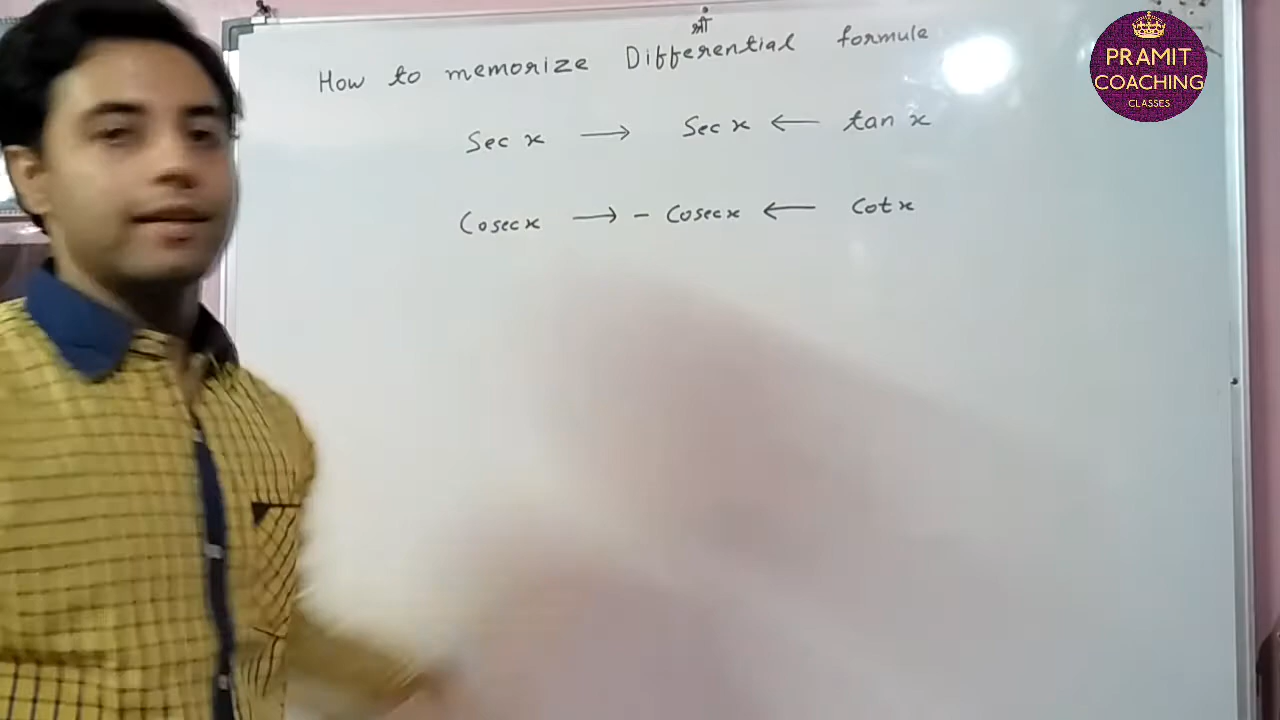 श्रीं
How to memorize Differential formule
Sec x → Sec x ← tan x
Cosec x → - Cosec x ← Cot x
PRAMIT
COACHING
CLASSES